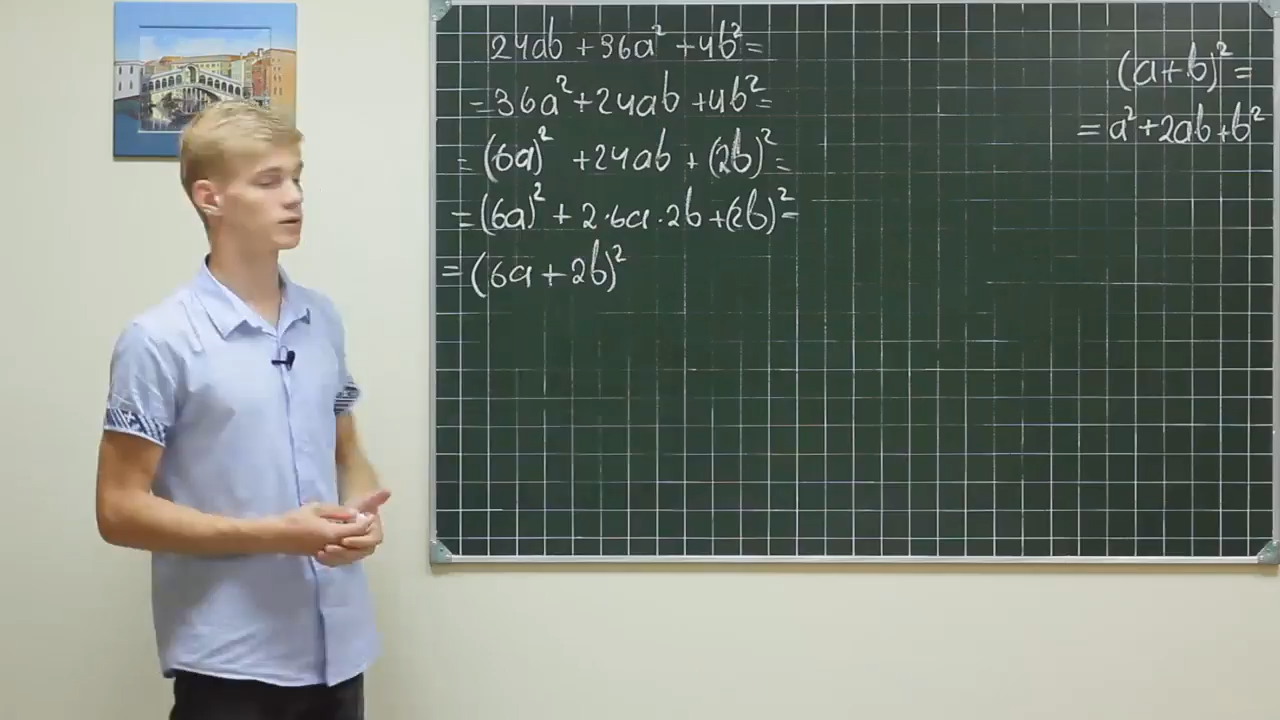 24ab + 36a² + 4b² =
= 36a² + 24ab + 4b² =
= (6a)² + 24ab + (2b)² =
= (6a)² + 2·6a·2b + (2b)² =
= (6a + 2b)²
(a + b)² =
= a² + 2ab + b²